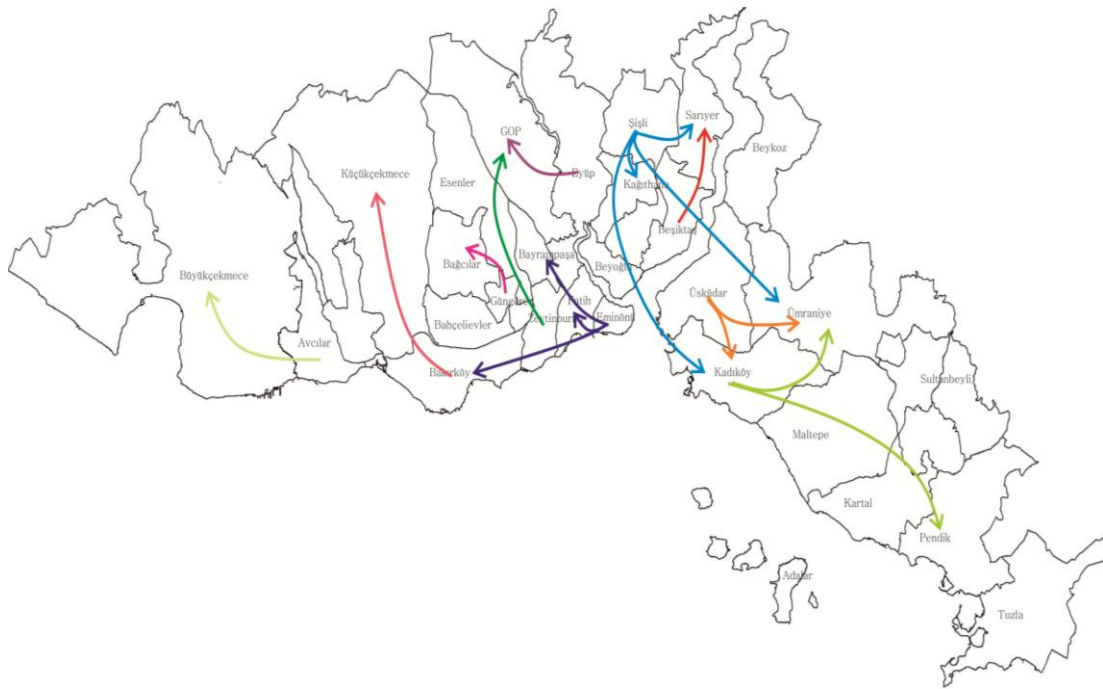 Şişli
Sarıyer
GOP
Beykoz
Küçükçekmece
Esenler
Eyüp
Kağıthane
Beşiktaş
Bayrampaşa
Bağcılar
Beyoğlu
Büyükçekmece
Üsküdar
Güngören
Fatih
Ümraniye
Zeytinburnu
Eminönü
Bahçelievler
Avcılar
Bakırköy
Kadıköy
Sultanbeyli
Maltepe
Kartal
Pendik
Adalar
Tuzla